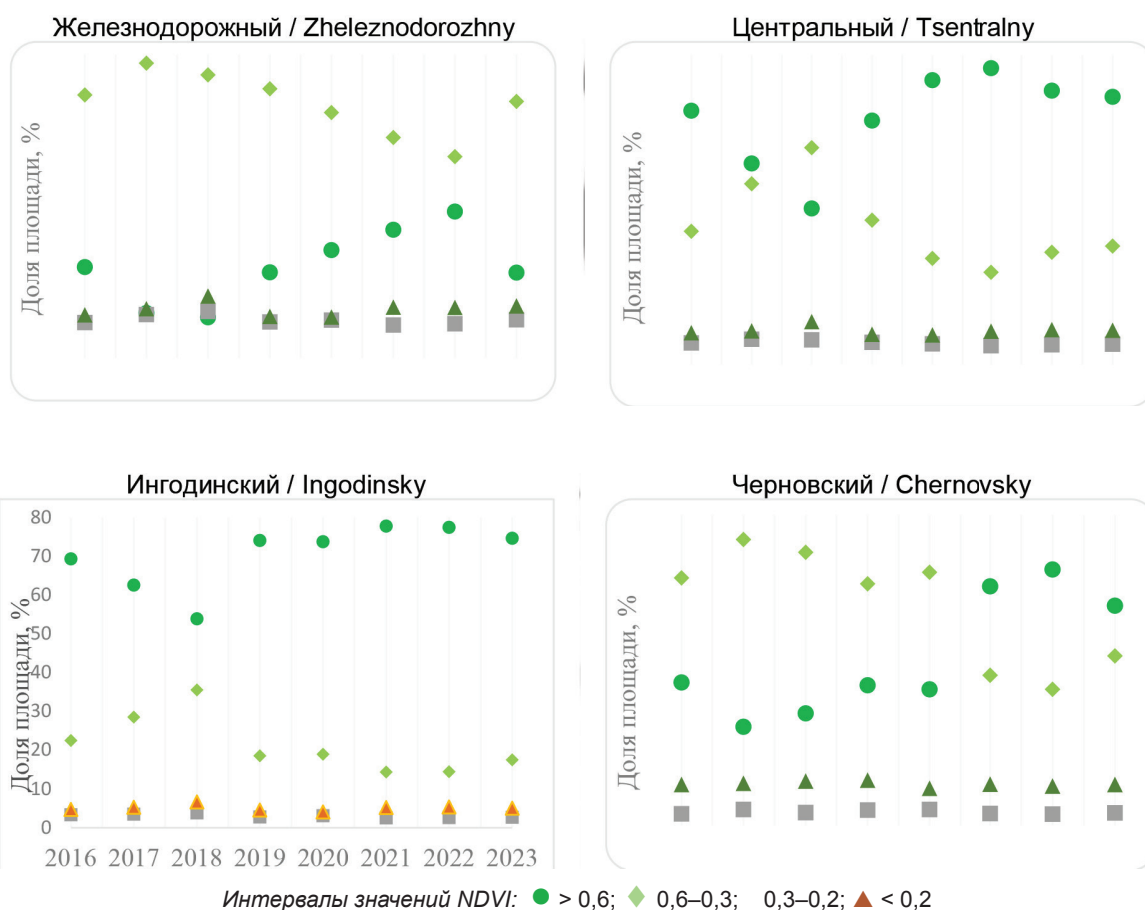 Железнодорожный / Zheleznodorozhny
Центральный / Tsentralny
Доля площади, %
Доля площади, %
Ингодинский / Ingodinsky
Черновский / Chernovsky
Доля площади, %
80
70
60
50
40
30
20
10
0
2016 2017 2018 2019 2020 2021 2022 2023
Доля площади, %
Интервалы значений NDVI: > 0,6; 0,6–0,3; 0,3–0,2; < 0,2